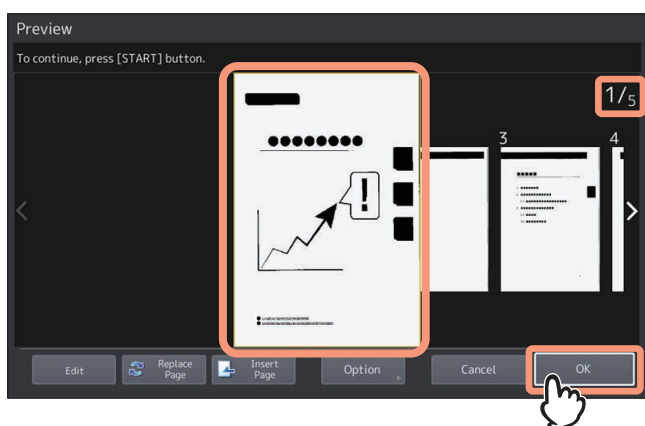 Preview
To continue, press [START] button.
1/5
3
4
!
Edit
Replace
Page
Insert
Page
Option
Cancel
OK